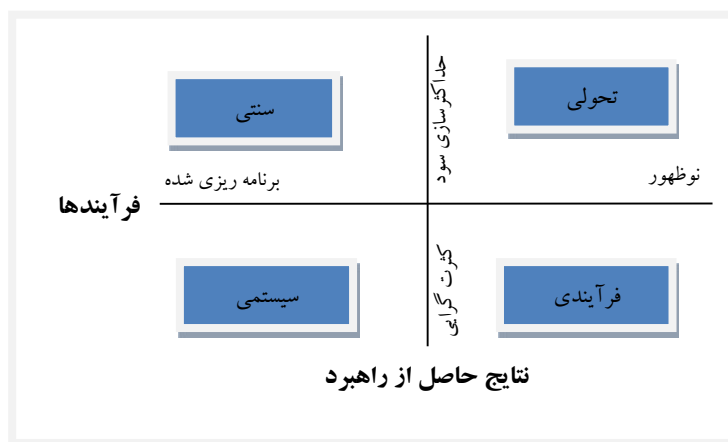 حداکثرسازی سود
تحولی
سنتی
نوظهور
برنامه ریزی شده
فرآیندها
کثرت گرایی
فرآیندی
سیستمی
نتایج حاصل از راهبرد